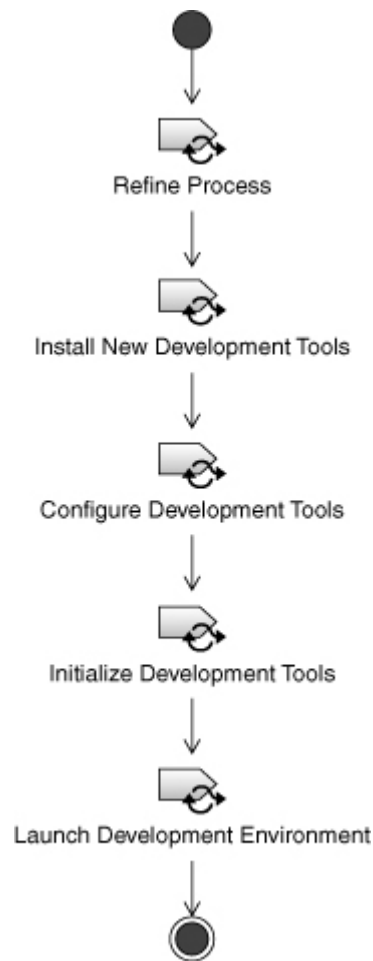 Refine Process
Install New Development Tools
Configure Development Tools
Initialize Development Tools
Launch Development Environment